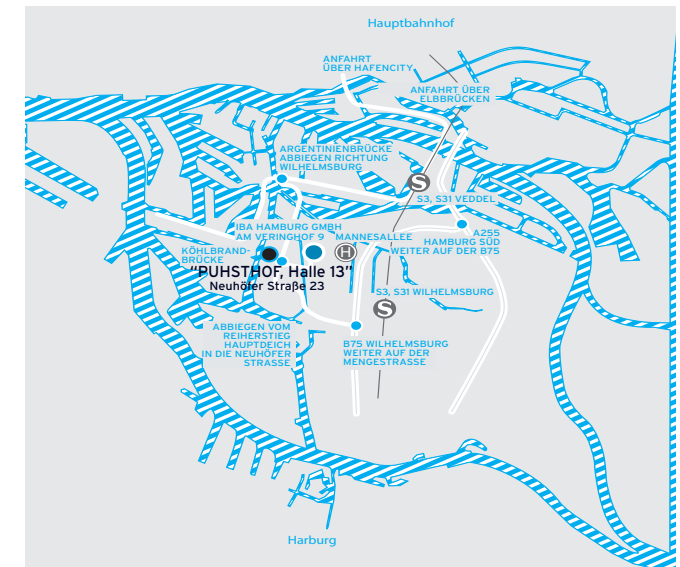 Hauptbahnhof
ANFAHRT
ÜBER HAFENCITY
ANFAHRT ÜBER
ELBBRÜCKEN
ARGENTINIENBRÜCKE
ABBIEGEN RICHTUNG
WILHELMSBURG
S
S3, S31 VEDDEL
IBA HAMBURG GMBH
AM VERINGHOF 9
MANNESALLEE
H
A255
HAMBURG SÜD
WEITER AUF DER B75
KÖHLBRAND-
BRÜCKE
"PUHSTHOF, Halle 13"
Neuhöfer Straße 23
S3, S31 WILHELMSBURG
S
ABBIEGEN VOM
REIHERSTIEG
HAUPTDEICH
IN DIE NEUHÖFER
STRASSE
B75 WILHELMSBURG
WEITER AUF DER
MENGESTRASSE
Harburg